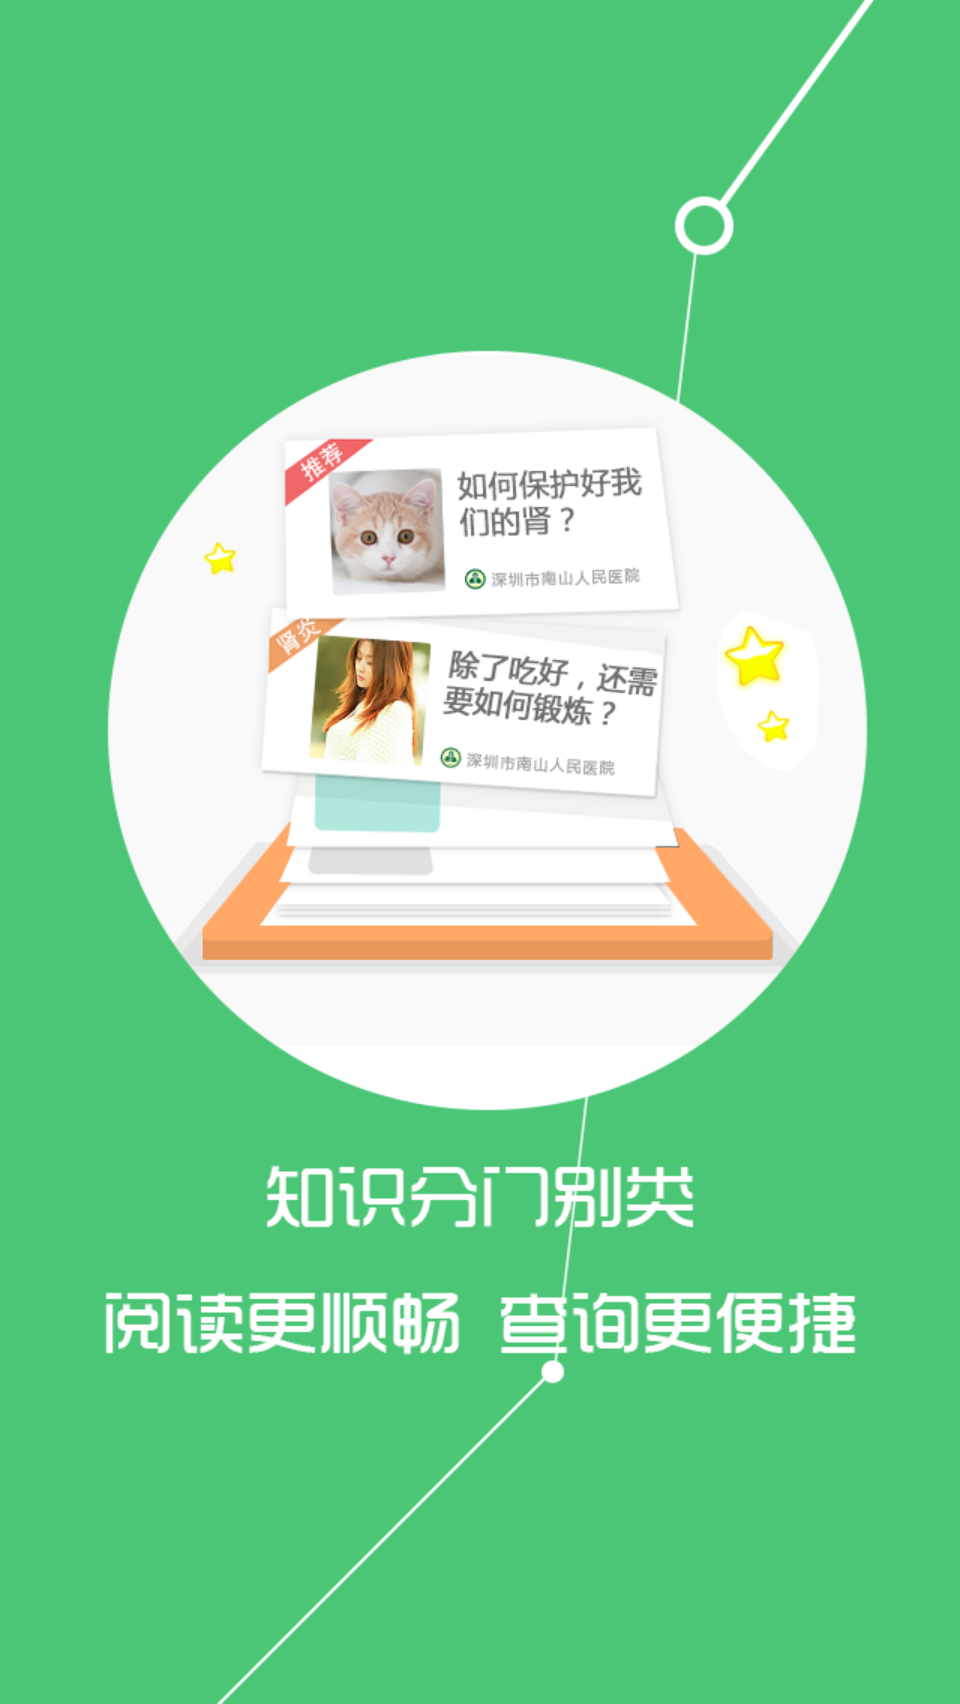 推荐
如何保护好我
们的肾？
深圳市南山人民医院
肾炎
除了吃好，还需
要如何锻炼？
深圳市南山人民医院
知识分门别类
阅读更顺畅 查询更便捷